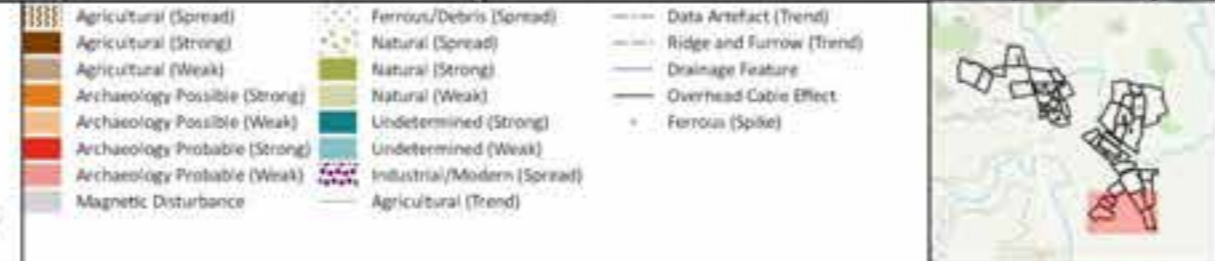 Agricultural (Spread)
Agricultural (Strong)
Agricultural (Weak)
Archaeology Possible (Strong)
Archaeology Possible (Weak)
Archaeology Probable (Strong)
Archaeology Probable (Weak)
Magnetic Disturbance
Ferrous/Debris (Spread)
Natural (Spread)
Natural (Strong)
Natural (Weak)
Undetermined (Strong)
Undetermined (Weak)
Industrial/Modern (Spread)
Agricultural (Trend)
Data Artefact (Trend)
Ridge and Furrow (Trend)
Drainage Feature
Overhead Cable Effect
Ferrous (Spike)